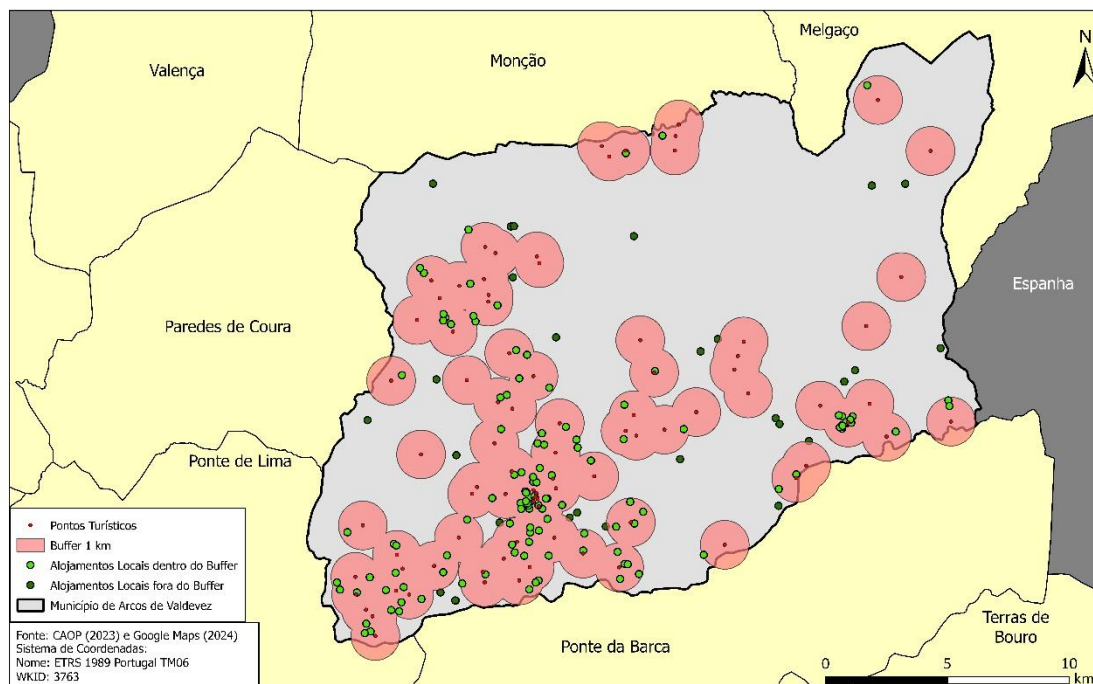 Melgaço
N
Monção
Valença
Espanha
Paredes de Coura
Ponte de Lima
Pontos Turísticos
Buffer 1 km
Alojamentos Locais dentro do Buffer
Alojamentos Locais fora do Buffer
Município de Arcos de Valdevez
Terras de
Bouro
Ponte da Barca
Fonte: CAOP (2023) e Google Maps (2024)
Sistema de Coordenadas:
Nome: ETRS 1989 Portugal TM06
WKID: 3763
0 5 10
km